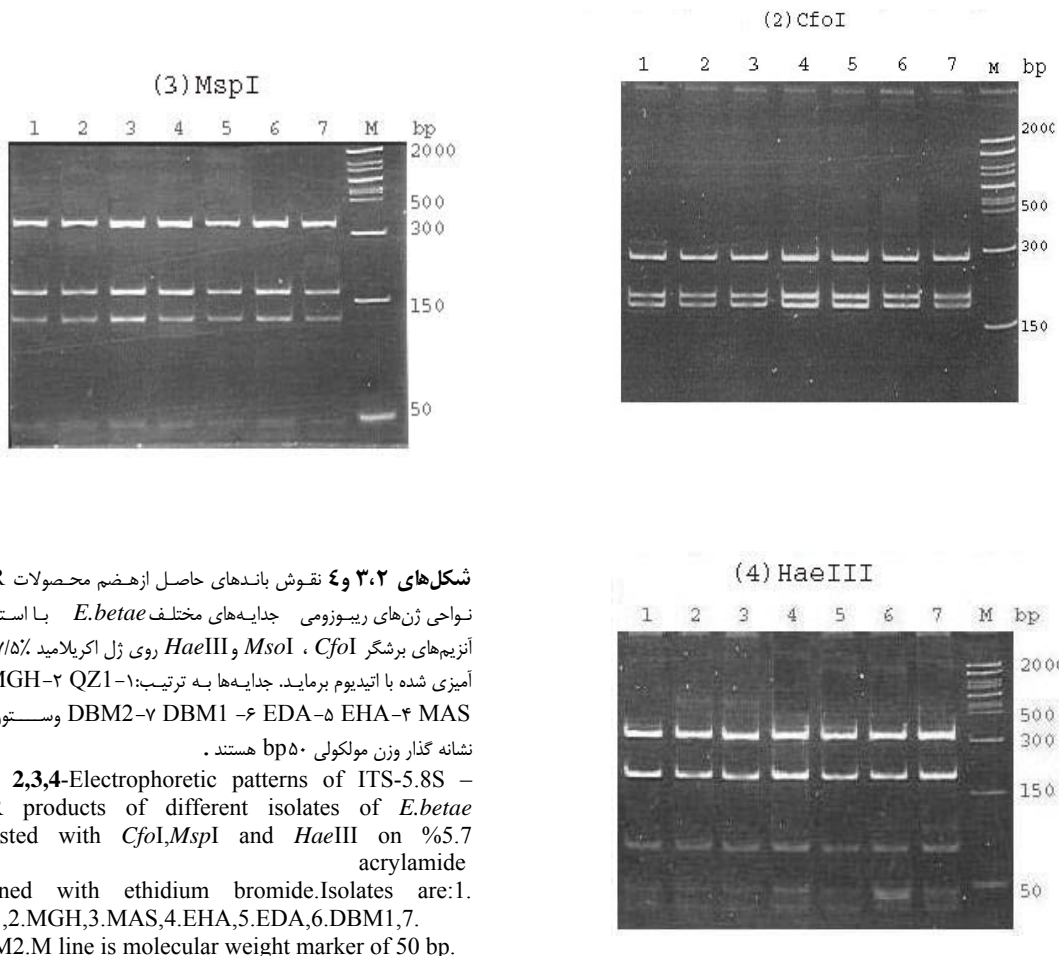 (2)CfoI
1 2 3 4 5 6 7 M bp
2000
500
300
150
(3)MspI
1 2 3 4 5 6 7 M bp
2000
500
300
150
50
(4)HaeIII
1 2 3 4 5 6 7 M bp
2000
500
300
150
50
شکل‌های ۳،۲ و٤ نقوش باندهای حاصل ازهضم محصولات
نواحی ژن‌های ریبوزومی جدایه‌های مختلف E.betae با
آنزیم‌های برشگر MsoI ، CfoI وHaeIII روی ژل اکریلامید ۷/۵٪
آمیزی شده با اتیدیوم برماید. جدایه‌ها به ترتیب:۱-QZ1 ۲-MGH
MAS ۴-EHA ۵-EDA ۶- DBM1 ۷-DBM2
نشانه گذار وزن مولکولی ۵۰bp هستند .
2,3,4-Electrophoretic patterns of ITS-5.8S –
products of different isolates of E.betae
with CfoI,MspI and HaeIII on %5.7
acrylamide
with ethidium bromide.Isolates are:1.
,2.MGH,3.MAS,4.EHA,5.EDA,6.DBM1,7.
M2.M line is molecular weight marker of 50 bp.